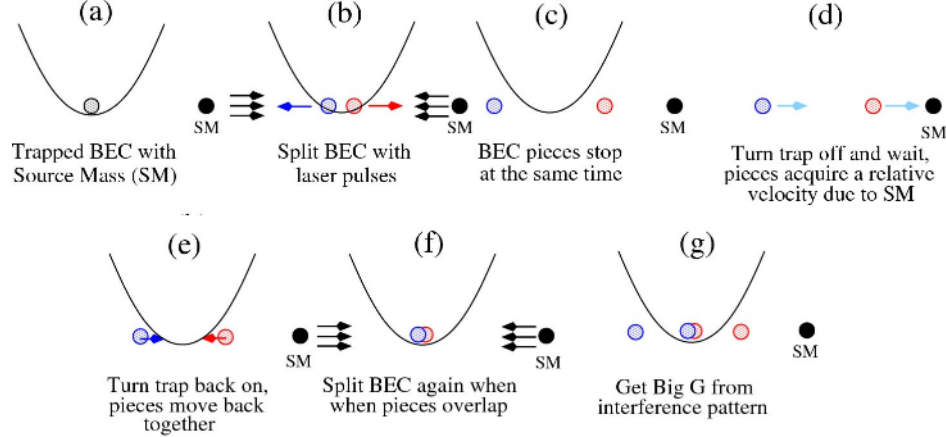 (a)
(b)
(c)
(d)
SM
SM
SM
SM
Trapped BEC with
Source Mass (SM)
Split BEC with
laser pulses
BEC pieces stop
at the same time
Turn trap off and wait,
pieces acquire a relative
velocity due to SM
(e)
(f)
(g)
SM
SM
SM
Turn trap back on,
pieces move back
together
Split BEC again when
when pieces overlap
Get Big G from
interference pattern